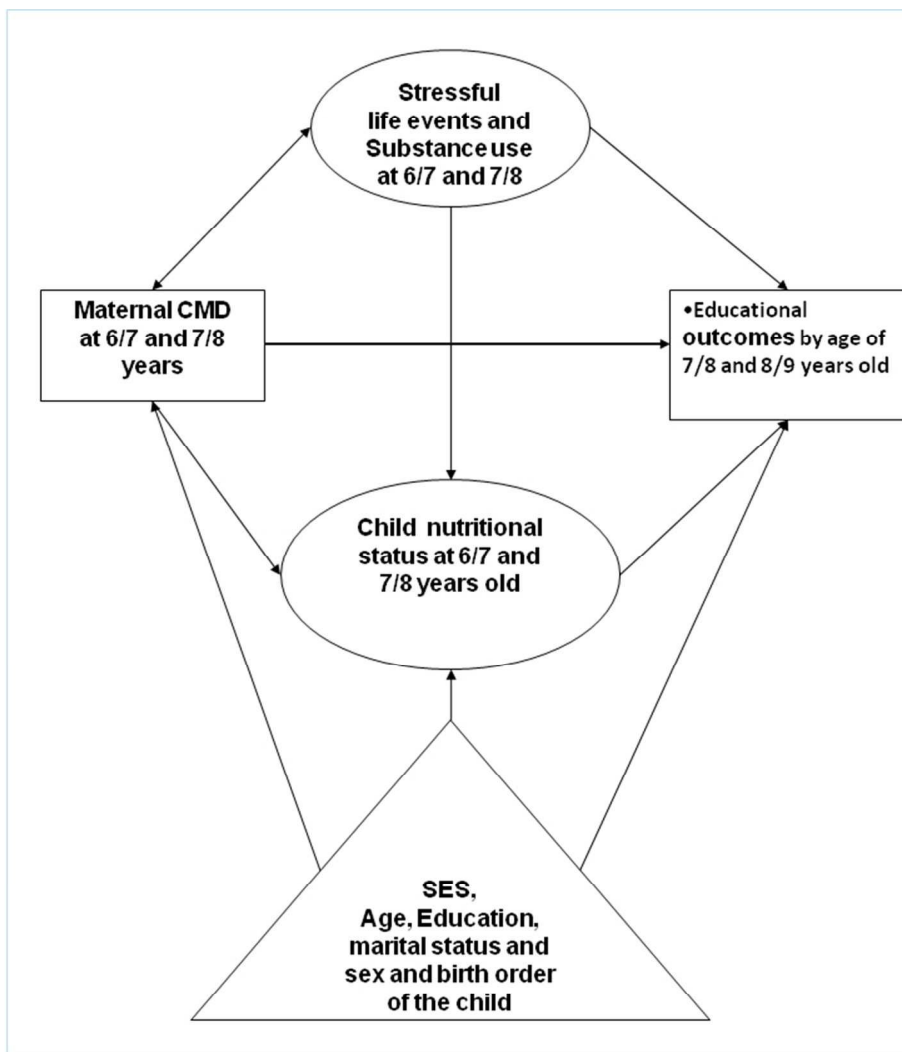 Stressful
life events and
Substance use
at 6/7 and 7/8
Maternal CMD
at 6/7 and 7/8
years
•Educational
outcomes by age of
7/8 and 8/9 years old
Child nutritional
status at 6/7 and
7/8 years old
SES,
Age, Education,
marital status and
sex and birth order
of the child